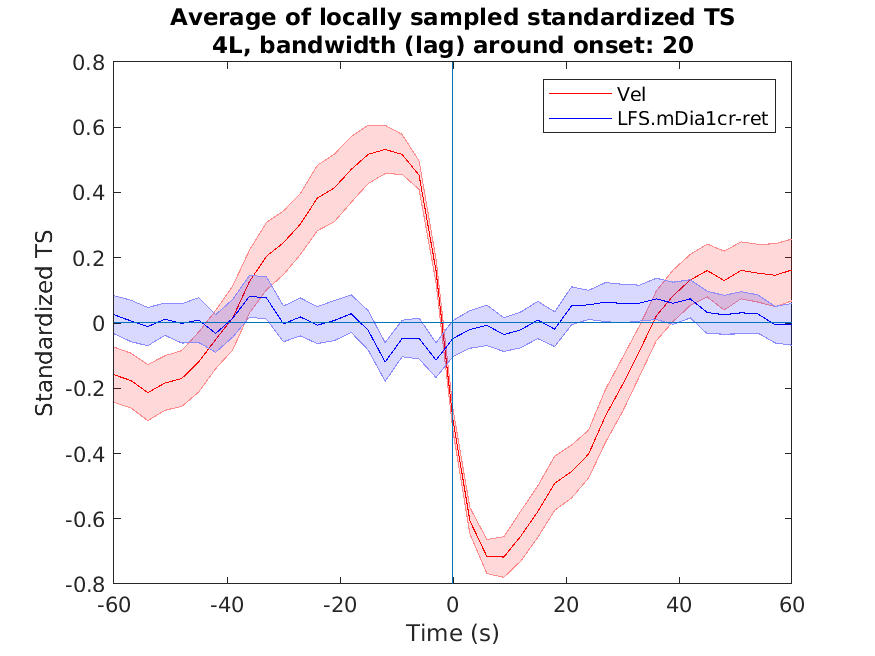 Average of locally sampled standardized TS
4L, bandwidth (lag) around onset: 20
Vel
LFS.mDia1cr-ret
0.8
0.6
0.4
0.2
0
-0.2
-0.4
-0.6
-0.8
Standardized TS
-60 -40 -20 0 20 40 60
Time (s)